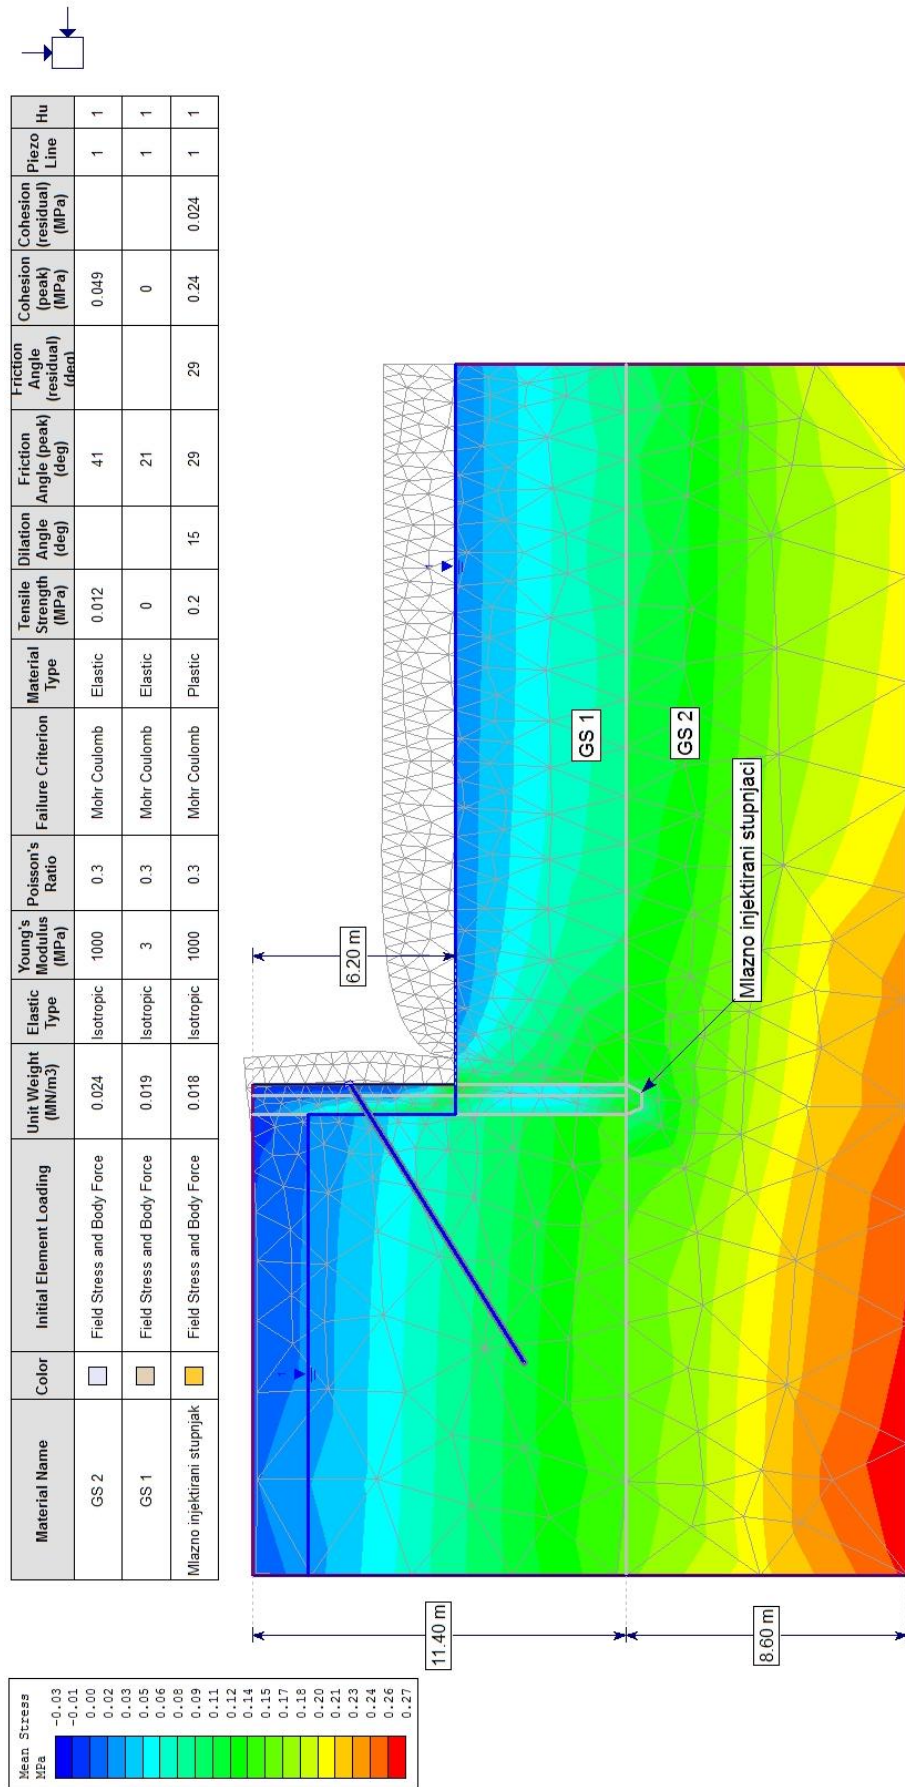 Material Name Color Initial Element Loading Unit Weight (MN/m3) Elastic Type Young's Modulus (MPa) Poisson's Ratio Failure Criterion Material Type Tensile Strength (MPa) Dilation Angle (deg) Friction Angle (peak) (deg) Friction Angle (residual) (deg) Cohesion (peak) (MPa) Cohesion (residual) (MPa) Piezo Line Hu
GS 2 Field Stress and Body Force 0.024 Isotropic 1000 0.3 Mohr Coulomb Elastic 0.012 41 0.049 1 1
GS 1 Field Stress and Body Force 0.019 Isotropic 3 0.3 Mohr Coulomb Elastic 0 21 0 1 1
Mlazno injektirani stupnjak Field Stress and Body Force 0.018 Isotropic 1000 0.3 Mohr Coulomb Plastic 0.2 15 29 29 0.24 0.024 1 1
Mean Stress
MPa
-0.03
-0.01
0.00
0.02
0.03
0.05
0.06
0.08
0.09
0.11
0.12
0.14
0.15
0.17
0.18
0.20
0.21
0.23
0.24
0.26
0.27
11.40 m
8.60 m
6.20 m
1
1
GS 1
GS 2
Mlazno injektirani stupnjaci